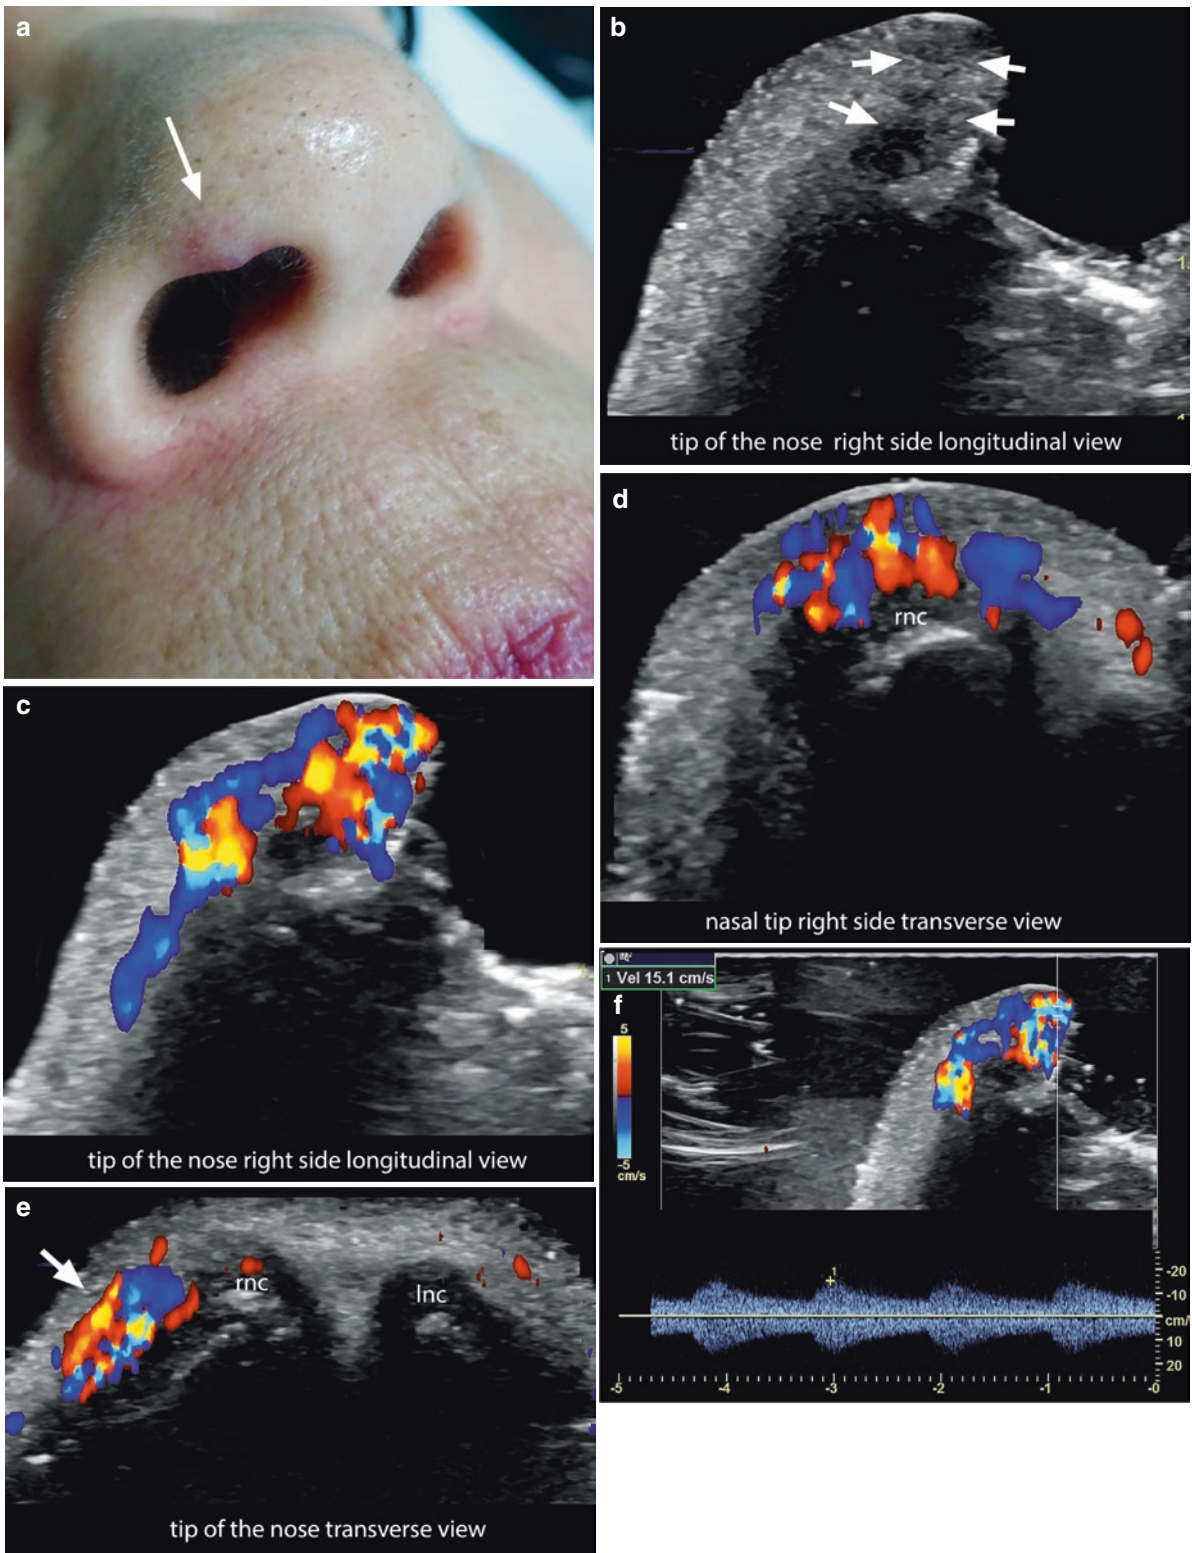 a
b
1.
tip of the nose right side longitudinal view
d
rnc
nasal tip right side transverse view
c
tip of the nose right side longitudinal view
e
rnc
lnc
tip of the nose transverse view
1 Vel 15.1 cm/s
f
5
-5
cm/s
1
-20
-10
cm/
10
20
-5
-4
-3
-2
-1
-0